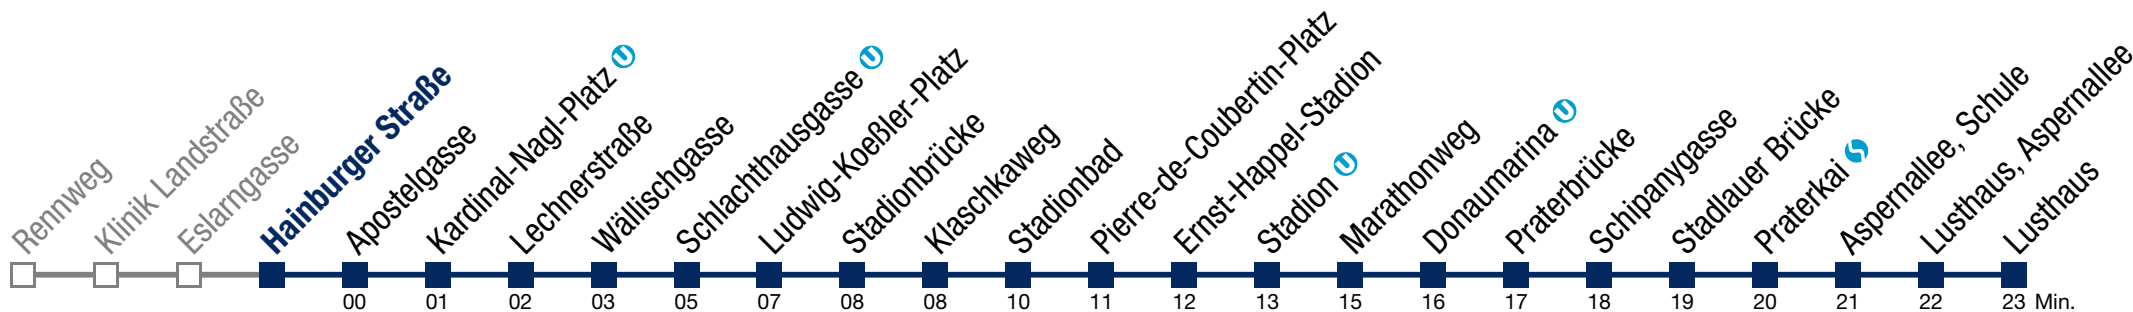 Rennweg
Klinik Landstraße
Eslarngasse
Hainburger Straße
Apostelgasse
Kardinal-Nagl-Platz U
Lechnerstraße
Wällischgasse
Schlachthausgasse U
Ludwig-Koeßler-Platz
Stadionbrücke
Klaschkaweg
Stadionbad
Pierre-de-Coubertin-Platz
Ernst-Happel-Stadion
Stadion U
Marathonweg
Donaumarina U
Praterbrücke
Schipanygasse
Stadlauer Brücke
Praterkai S
Aspernallee, Schule
Lusthaus, Aspernallee
Lusthaus
00 01 02 03 05 07 08 08 10 11 12 13 15 16 17 18 19 20 21 22 23 Min.